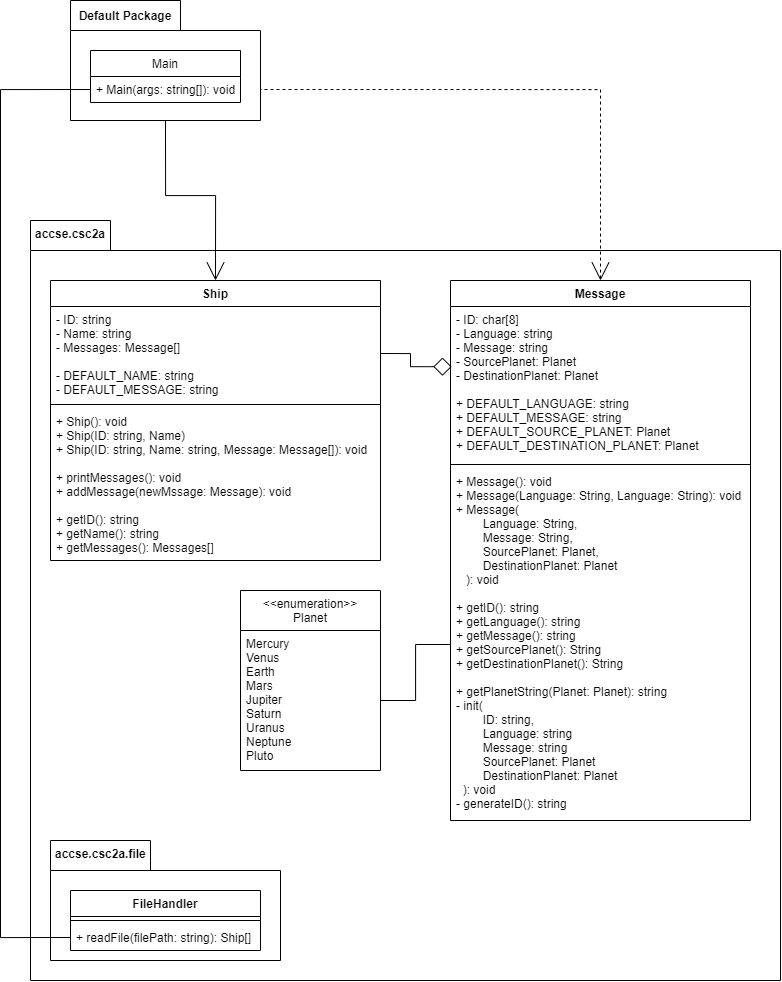 Default Package
Main
+ Main(args: string[]): void
accse.csc2a
Ship
- ID: string
- Name: string
- Messages: Message[]
- DEFAULT_NAME: string
- DEFAULT_MESSAGE: string
+ Ship(): void
+ Ship(ID: string, Name)
+ Ship(ID: string, Name: string, Message: Message[]): void
+ printMessages(): void
+ addMessage(newMssage: Message): void
+ getID(): string
+ getName(): string
+ getMessages(): Messages[]
Message
- ID: char[8]
- Language: string
- Message: string
- SourcePlanet: Planet
- DestinationPlanet: Planet
+ DEFAULT_LANGUAGE: string
+ DEFAULT_MESSAGE: string
+ DEFAULT_SOURCE_PLANET: Planet
+ DEFAULT_DESTINATION_PLANET: Planet
+ Message(): void
+ Message(Language: String, Language: String): void
+ Message(
Language: String,
Message: String,
SourcePlanet: Planet,
DestinationPlanet: Planet
): void
+ getID(): string
+ getLanguage(): string
+ getMessage(): string
+ getSourcePlanet(): String
+ getDestinationPlanet(): String
+ getPlanetString(Planet: Planet): string
- init(
ID: string,
Language: string
Message: string
SourcePlanet: Planet
DestinationPlanet: Planet
): void
- generateID(): string
<<enumeration>>
Planet
Mercury
Venus
Earth
Mars
Jupiter
Saturn
Uranus
Neptune
Pluto
accse.csc2a.file
FileHandler
+ readFile(filePath: string): Ship[]